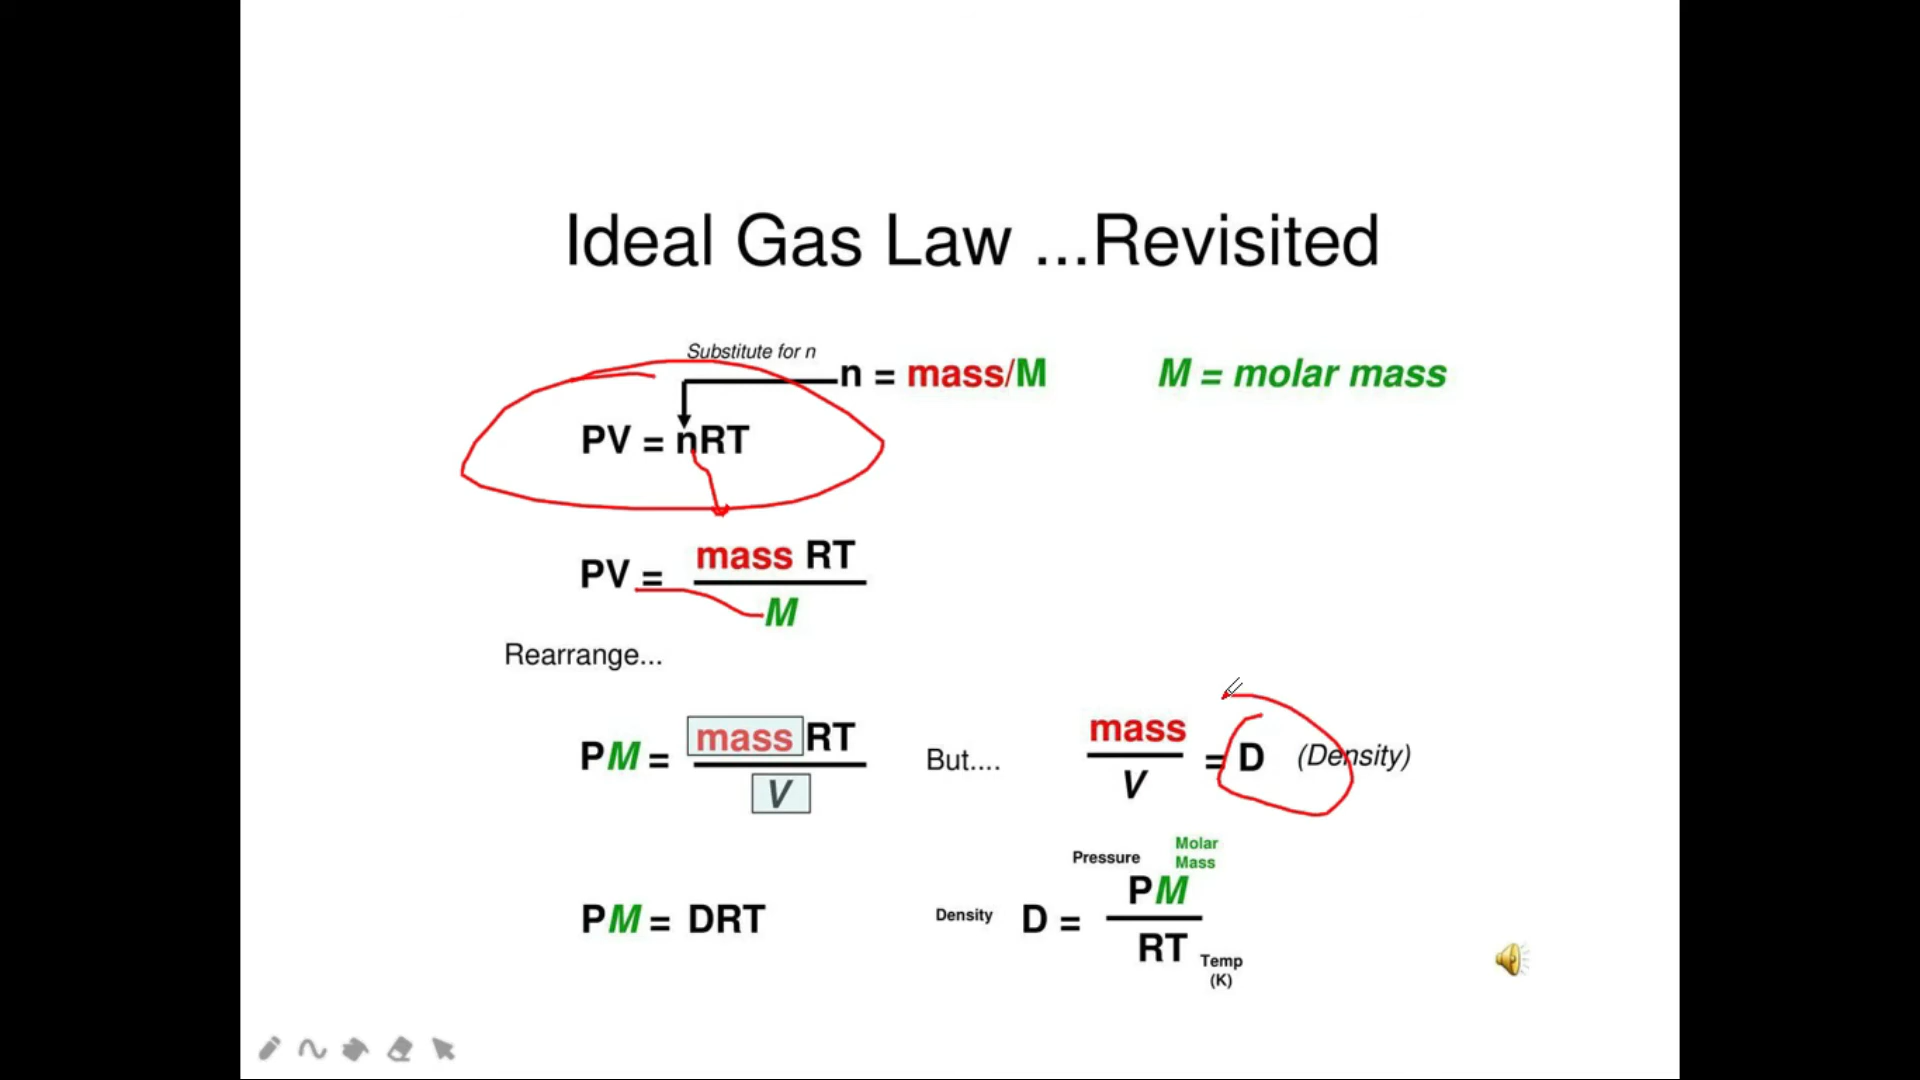 Ideal Gas Law ...Revisited
Substitute for n
n = mass/M
M = molar mass
PV = nRT
PV = mass RT
M
Rearrange...
PM = mass RT
V
But....
mass
V
= D (Density)
PM = DRT
Density D =
Pressure
Molar
Mass
PM
RT
Temp
(K)